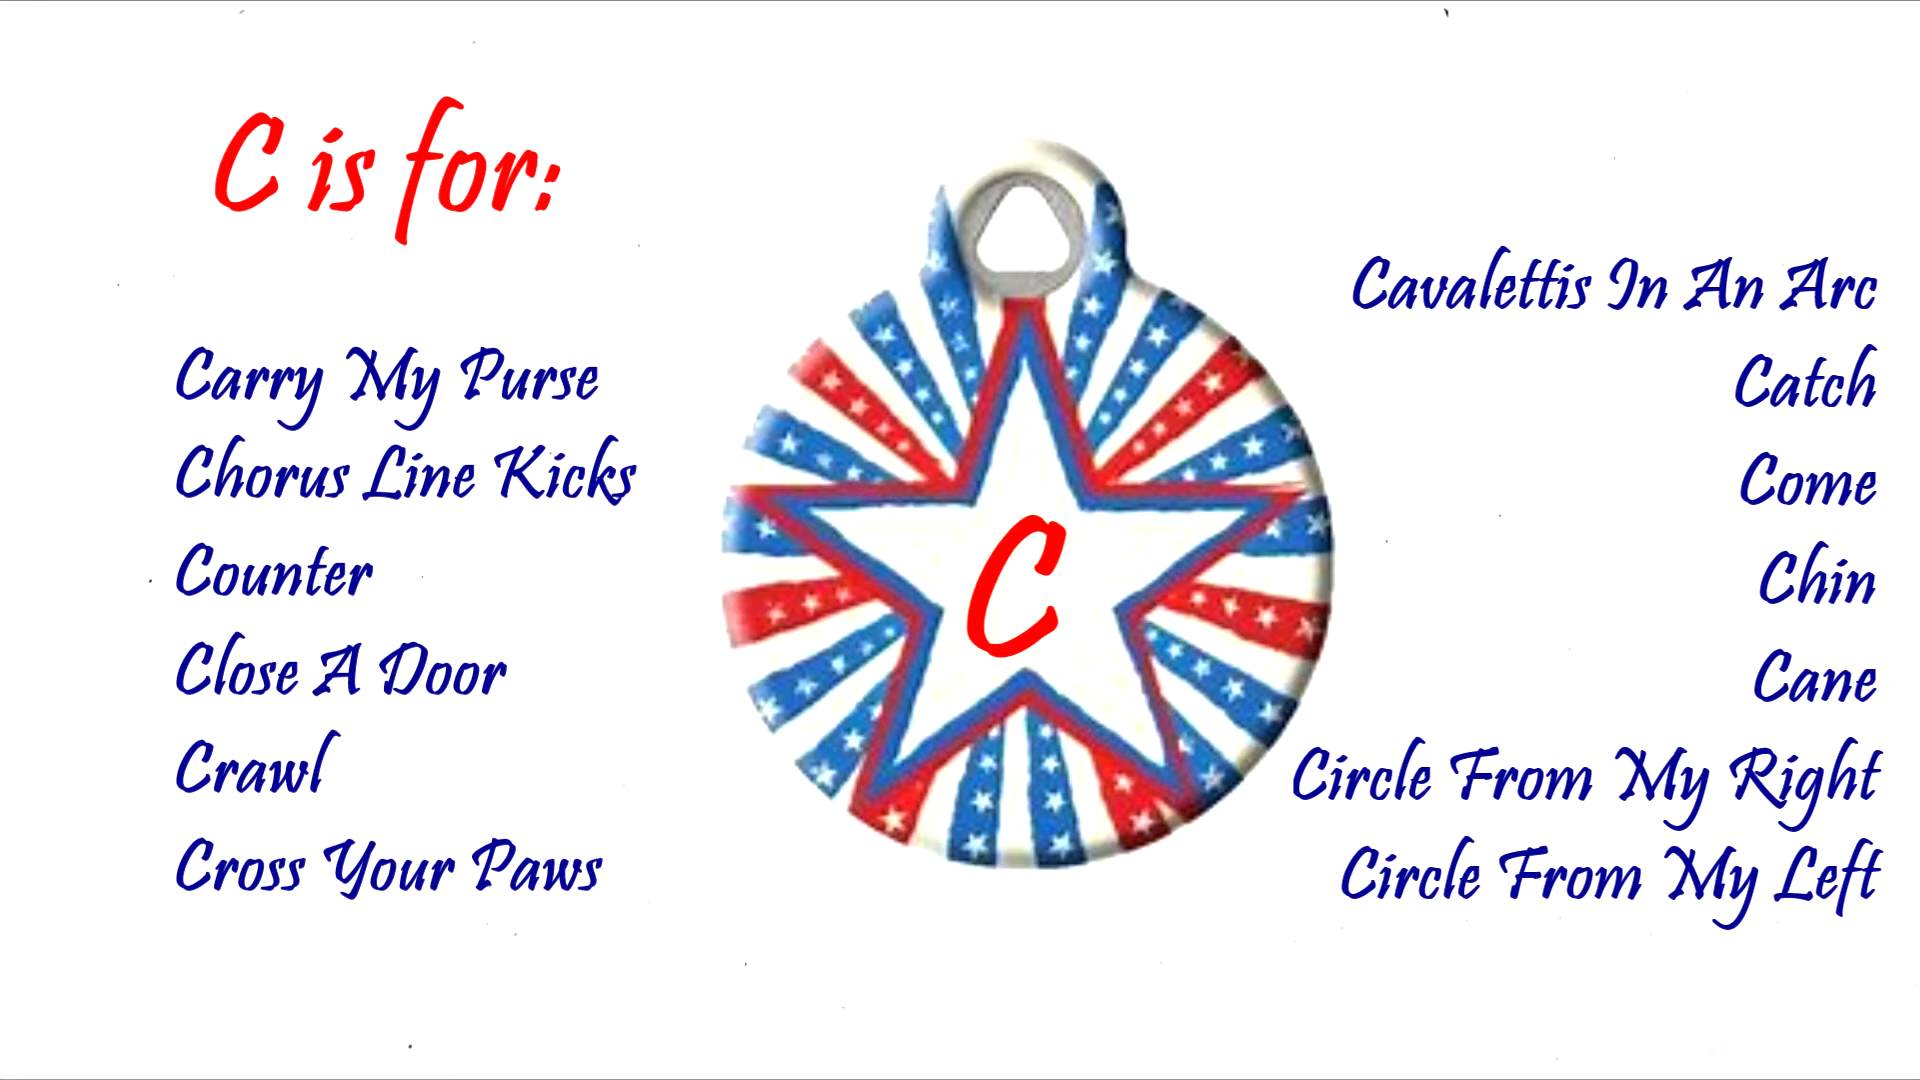 C is for:
Carry My Purse
Chorus Line Kicks
Counter
Close A Door
Crawl
Cross Your Paws
C
Cavalettis In An Arc
Catch
Come
Chin
Cane
Circle From My Right
Circle From My Left